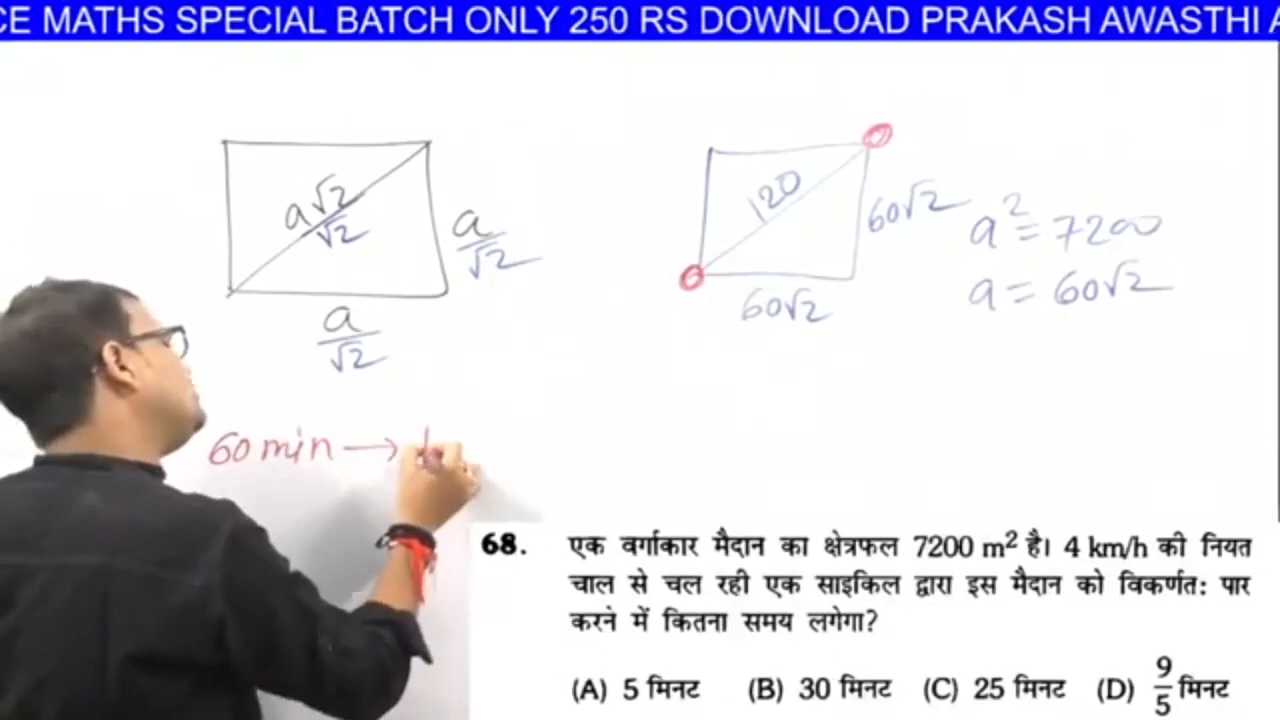 CE MATHS SPECIAL BATCH ONLY 250 RS DOWNLOAD PRAKASH AWASTHI A
a√2
√2
a
√2
a
√2
120
60√2
60√2
a² = 7200
a = 60√2
60 min →
68. एक वर्गाकार मैदान का क्षेत्रफल 7200 m² है। 4 km/h की नियत
चाल से चल रही एक साइकिल द्वारा इस मैदान को विकर्णत: पार
करने में कितना समय लगेगा?
(A) 5 मिनट (B) 30 मिनट (C) 25 मिनट (D) 9/5 मिनट